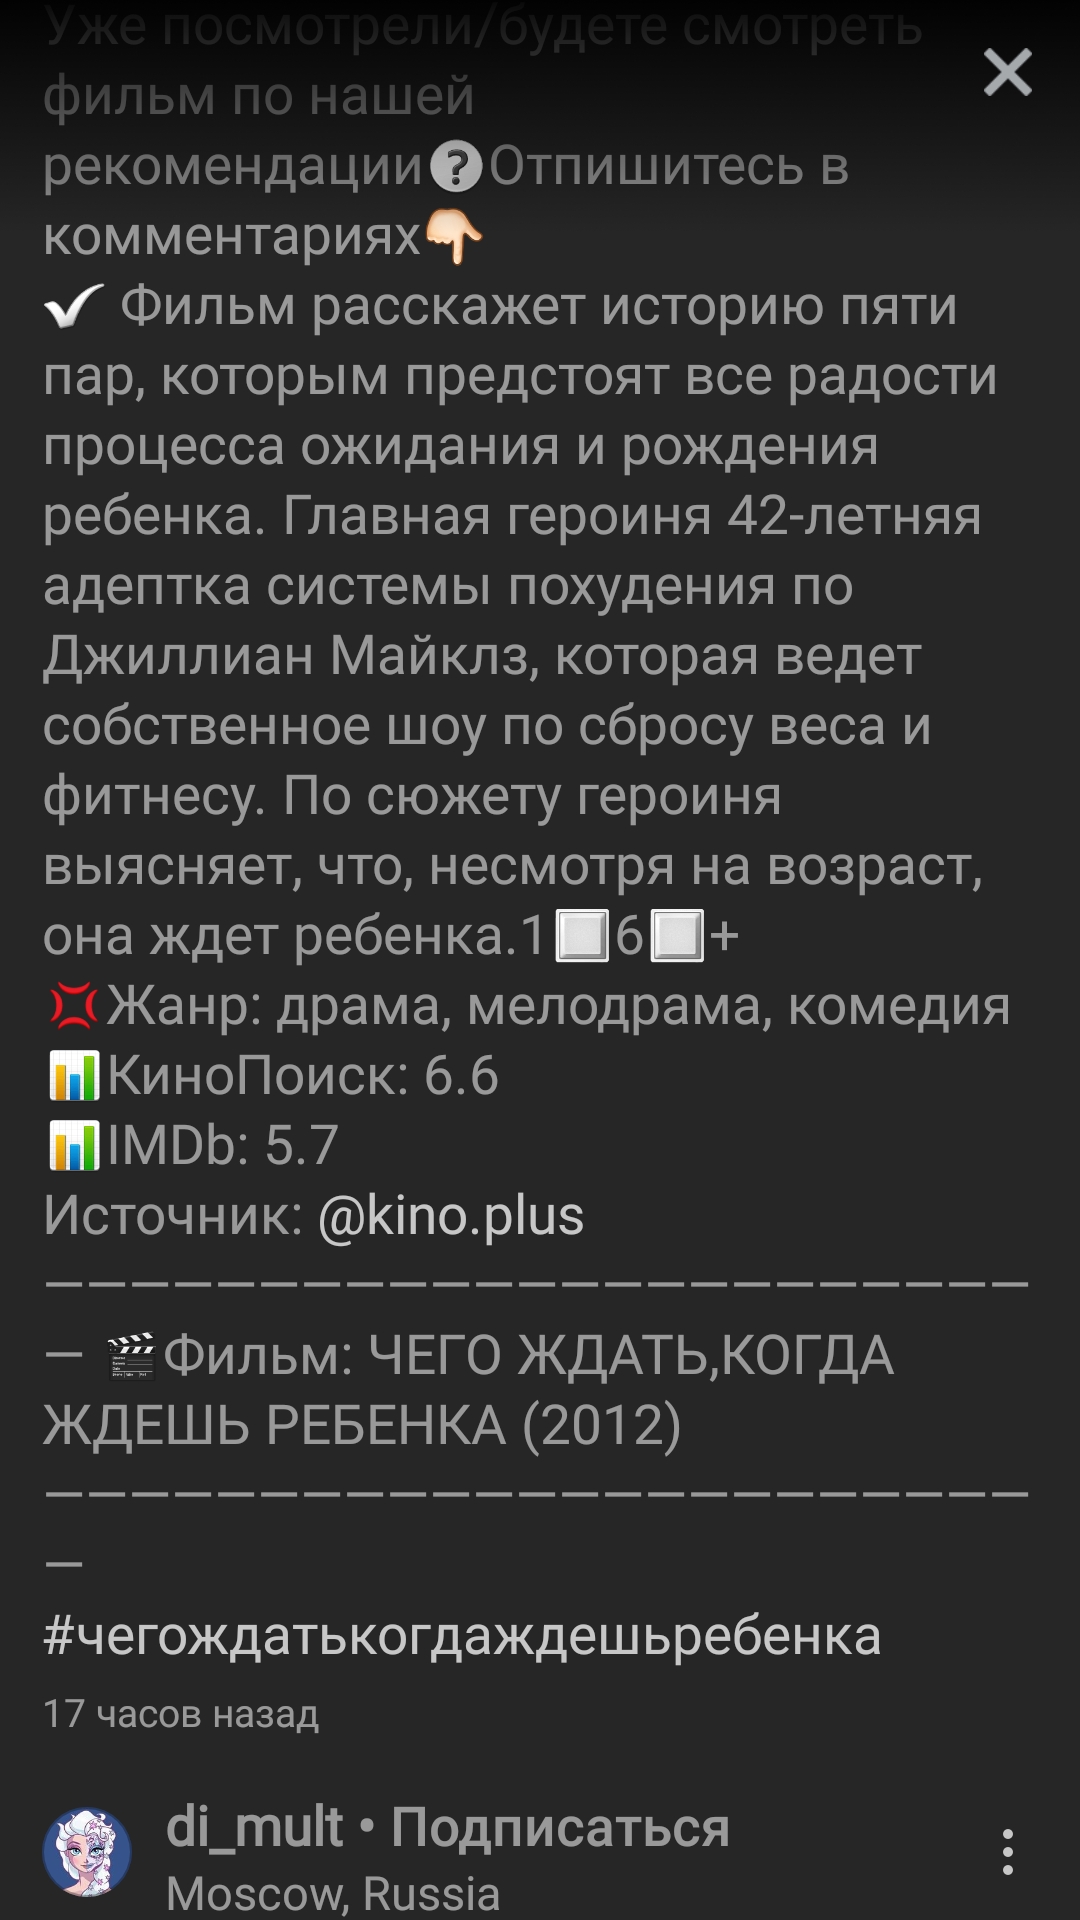 Уже посмотрели/будете смотреть
фильм по нашей
рекомендации❔Отпишитесь в
комментариях👇🏻
✔ Фильм расскажет историю пяти
пар, которым предстоят все радости
процесса ожидания и рождения
ребенка. Главная героиня 42-летняя
адептка системы похудения по
Джиллиан Майклз, которая ведет
собственное шоу по сбросу веса и
фитнесу. По сюжету героиня
выясняет, что, несмотря на возраст,
она ждет ребенка.1⬜6⬜+
💢Жанр: драма, мелодрама, комедия
📊КиноПоиск: 6.6
📊IMDb: 5.7
Источник: @kino.plus
———————————————————————
— 🎬Фильм: ЧЕГО ЖДАТЬ,КОГДА
ЖДЕШЬ РЕБЕНКА (2012)
———————————————————————
—
#чегождатькогдаждешьребенка
17 часов назад
di_mult • Подписаться
Moscow, Russia